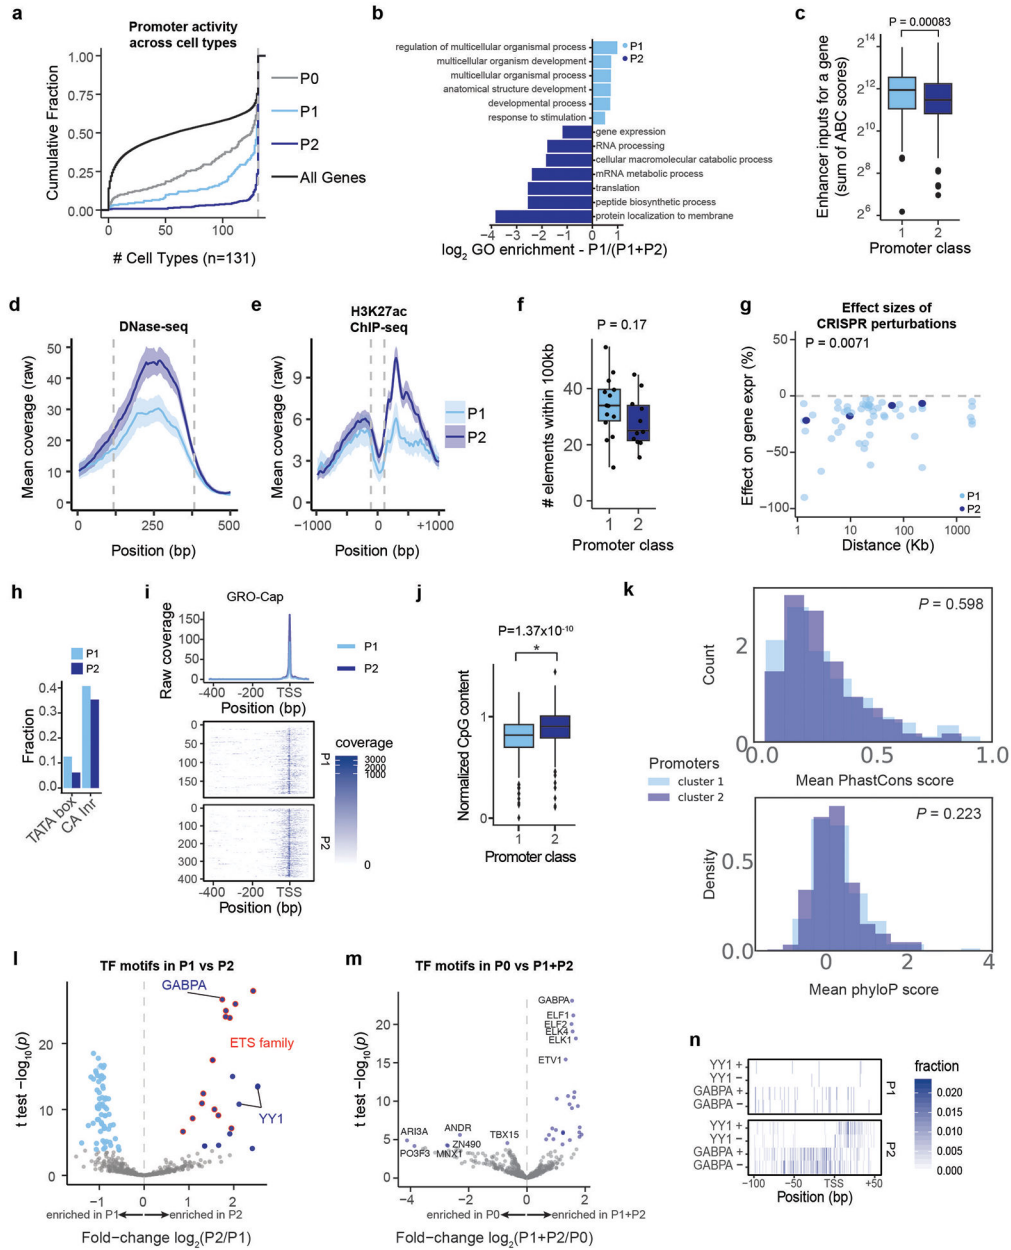 a
Promoter activity
across cell types
1.00
0.75
0.50
0.25
0.00
Cumulative Fraction
0
50
100
# Cell Types (n=131)
P0
P1
P2
All Genes
b
regulation of multicellular organismal process
multicellular organism development
multicellular organismal process
anatomical structure development
developmental process
response to stimulation
gene expression
RNA processing
cellular macromolecular catabolic process
mRNA metabolic process
translation
peptide biosynthetic process
protein localization to membrane
P1
P2
−4 −3 −2 −1 0 1
log2 GO enrichment - P1/(P1+P2)
c
P = 0.00083
2^14
2^12
2^10
2^8
2^6
Enhancer inputs for a gene
(sum of ABC scores)
1 2
Promoter class
d
DNase-seq
50
40
30
20
10
0
Mean coverage (raw)
0 250 500
Position (bp)
e
H3K27ac
ChIP-seq
9
6
3
0
Mean coverage (raw)
−1000 0 +1000
Position (bp)
P1
P2
f
P = 0.17
40
20
0
# elements within 100kb
1 2
Promoter class
g
Effect sizes of
CRISPR perturbations
P = 0.0071
50
0
−50
−100
Effect on gene expr (%)
1 10 100 1000
Distance (Kb)
P1
P2
h
P1
P2
0.4
0.3
0.2
0.1
0.0
Fraction
TATA box
CA Inr
i
GRO-Cap
150
100
50
0
Raw coverage
-400 -200 TSS
Position (bp)
P1
P2
0
50
100
150
P1
0
100
200
300
400
P2
-400 -200 TSS
Position (bp)
coverage
3000
2000
1000
0
j
P=1.37x10-10
*
1
0
Normalized CpG content
1 2
Promoter class
k
P = 0.598
2
0
Count
0.0 0.5 1.0
Mean PhastCons score
Promoters
cluster 1
cluster 2
P = 0.223
0.5
0.0
Density
0 2 4
Mean phyloP score
l
TF motifs in P1 vs P2
GABPA
ETS family
YY1
20
10
0
t test −log10(p)
−1 0 1 2
enriched in P1
enriched in P2
Fold−change log2(P2/P1)
m
TF motifs in P0 vs P1+P2
GABPA
ELF1
ELF2
ELK4
ELK1
ETV1
ARI3A
PO3F3
ANDR
ZN490
MNX1
TBX15
20
15
10
5
0
t test −log10(p)
−4 −2 0 2
enriched in P0
enriched in P1+P2
Fold−change log2(P1+P2/P0)
n
YY1 +
YY1 −
GABPA +
GABPA −
P1
YY1 +
YY1 −
GABPA +
GABPA −
P2
-100 −50 TSS +50
Position (bp)
fraction
0.020
0.015
0.010
0.005
0.000